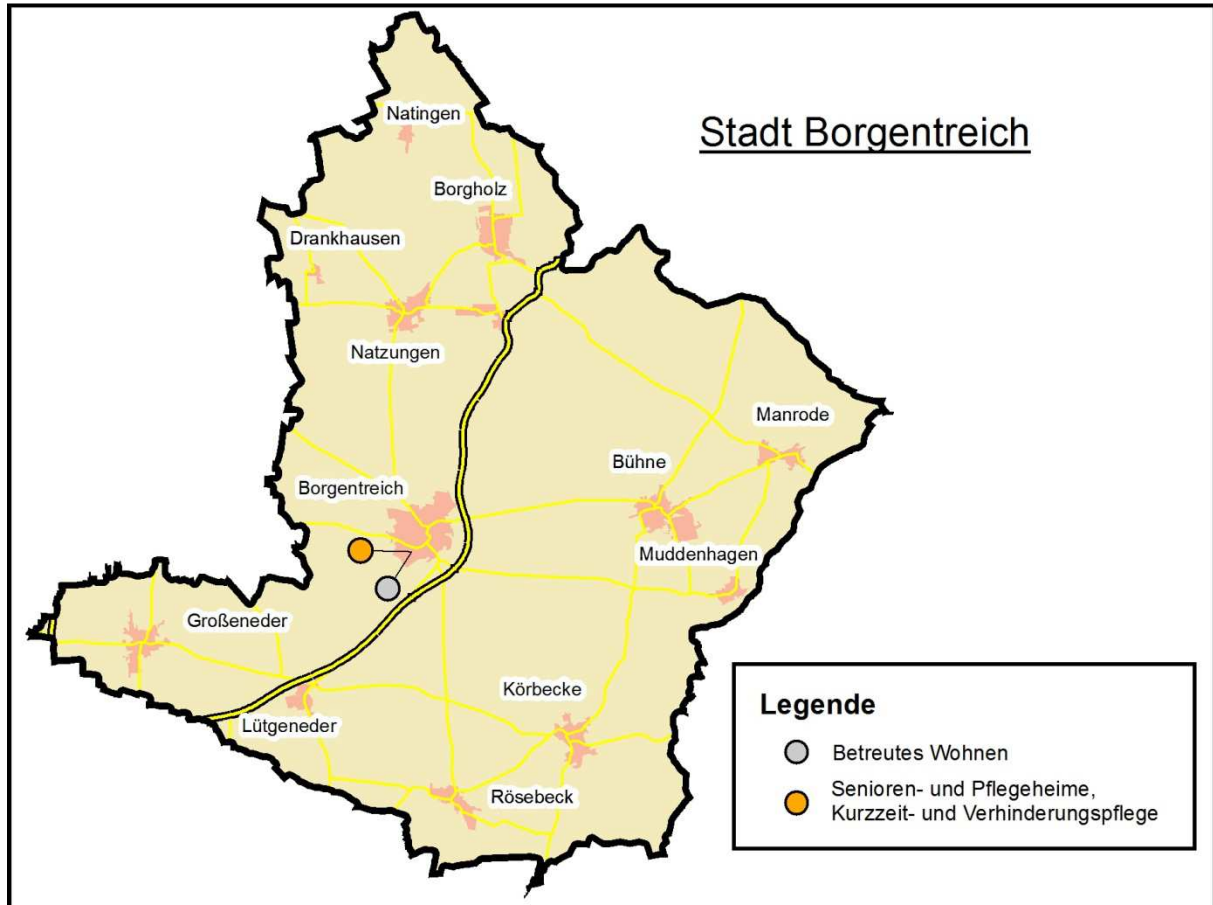 Stadt Borgentreich
Natingen
Borgholz
Drankhausen
Natzungen
Manrode
Bühne
Borgentreich
Muddenhagen
Großeneder
Körbecke
Lütgeneder
Rösebeck
Legende
Betreutes Wohnen
Senioren- und Pflegeheime,
Kurzzeit- und Verhinderungspflege